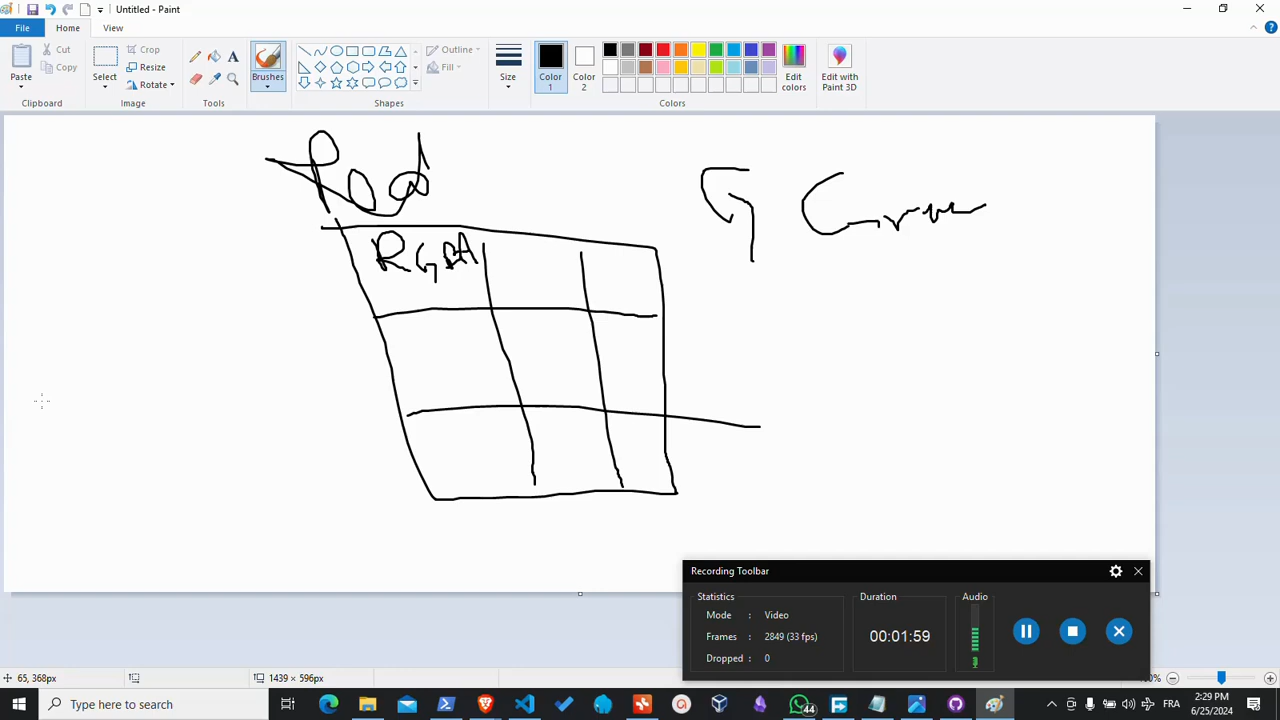 Untitled - Paint
File
Home
View
Paste
Cut
Copy
Clipboard
Select
Crop
Resize
Rotate
Image
Tools
Brushes
Shapes
Outline
Fill
Size
Color 1
Color 2
Colors
Edit colors
Edit with Paint 3D
RGBA
G
Recording Toolbar
Statistics
Mode : Video
Frames : 2849 (33 fps)
Dropped : 0
Duration
00:01:59
Audio
65, 368px
1439 × 596px
Type here to search
44
FRA
2:29 PM
6/25/2024